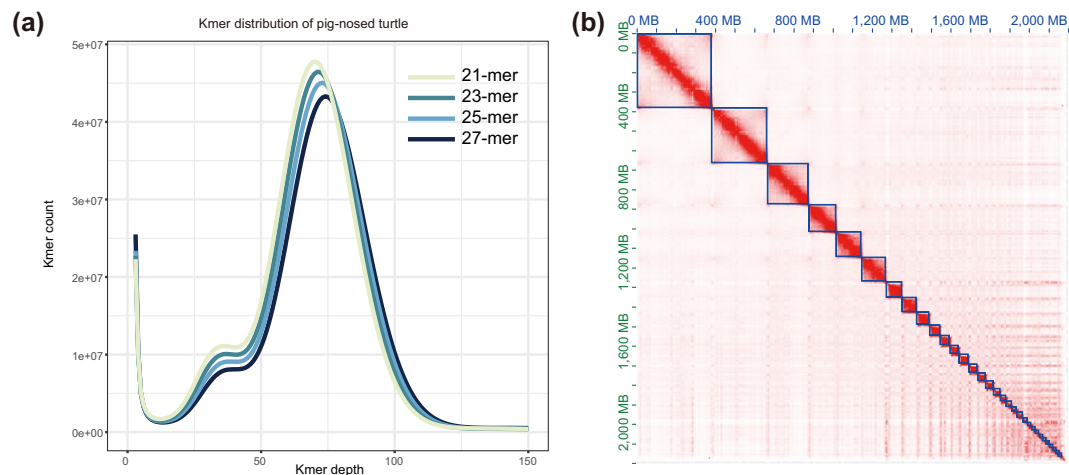 (a)
Kmer distribution of pig-nosed turtle
5e+07
4e+07
3e+07
2e+07
1e+07
0e+00
Kmer count
21-mer
23-mer
25-mer
27-mer
0 50 100 150
Kmer depth
(b)
0 MB 400 MB 800 MB 1,200 MB 1,600 MB 2,000 MB
0 MB
400 MB
800 MB
1,200 MB
1,600 MB
2,000 MB